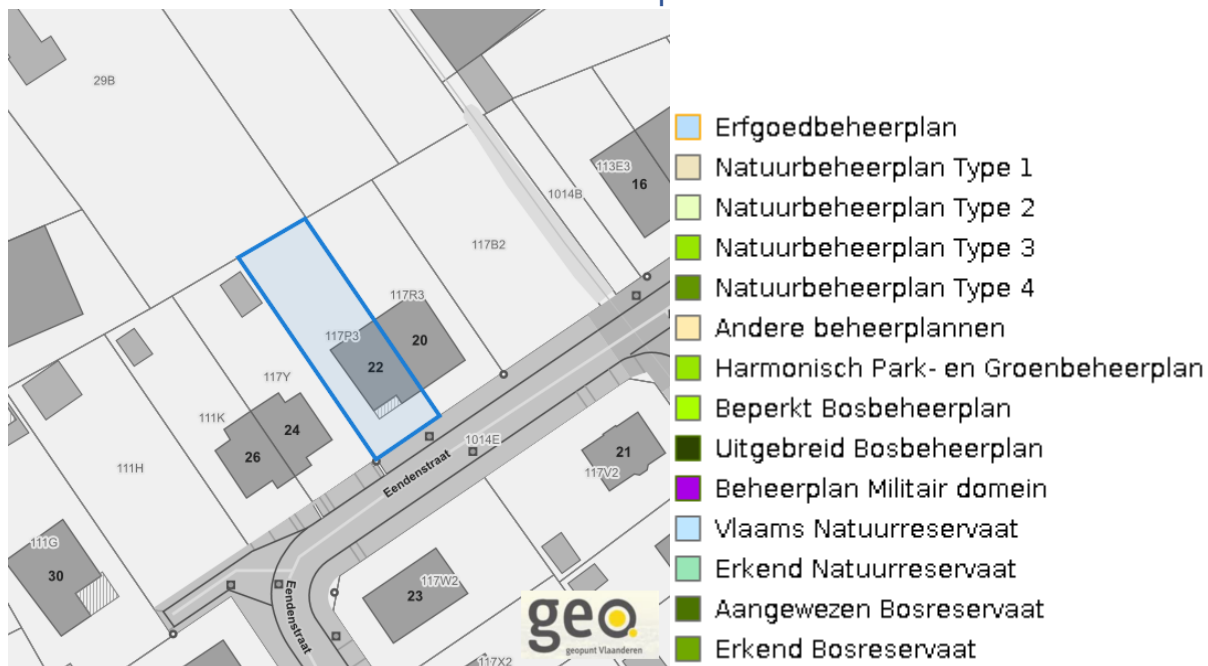 29B
113E3
16
1014B
117B2
117R3
20
117P3
22
117Y
24
111K
26
111H
1014E
Eendenstraat
21
117V2
111G
30
Eendenstraat
117W2
23
117X2
geo.
geopunt Vlaanderen
Erfgoedbeheerplan
Natuurbeheerplan Type 1
Natuurbeheerplan Type 2
Natuurbeheerplan Type 3
Natuurbeheerplan Type 4
Andere beheerplannen
Harmonisch Park- en Groenbeheerplan
Beperkt Bosbeheerplan
Uitgebreid Bosbeheerplan
Beheerplan Militair domein
Vlaams Natuurreservaat
Erkend Natuurreservaat
Aangewezen Bosreservaat
Erkend Bosreservaat